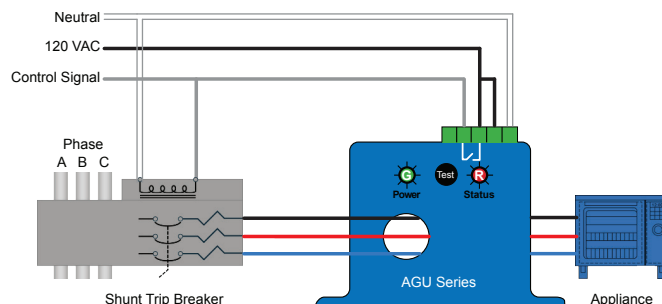 Neutral
120 VAC
Control Signal
Phase
A B C
G Test R
Power Status
AGU Series
Shunt Trip Breaker
Appliance